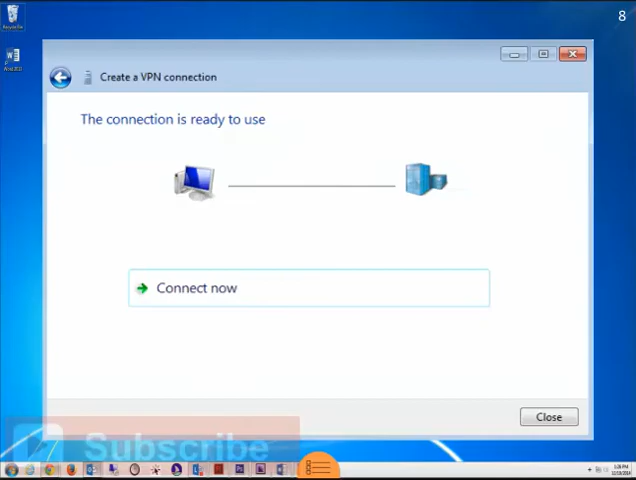 8
Create a VPN connection
The connection is ready to use
Connect now
Close
Subscribe